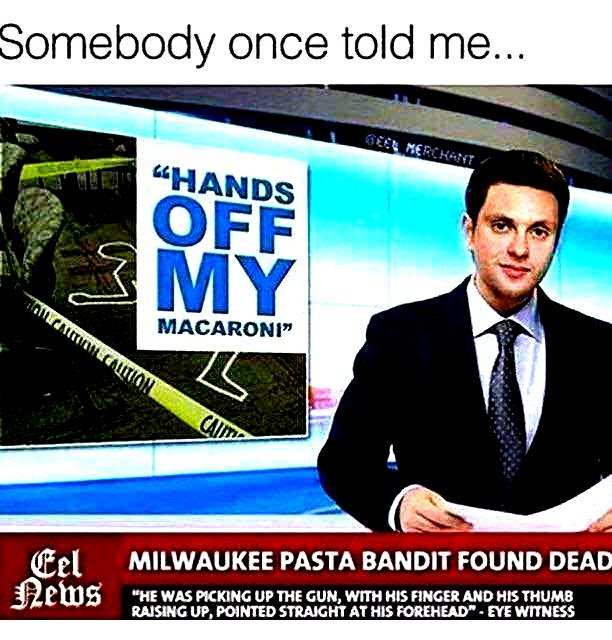 Somebody once told me...
@EEL MERCHANT
"HANDS
OFF
MY
MACARONI"
CAUTION CAUTION
CAUTION
Eel
News
MILWAUKEE PASTA BANDIT FOUND DEAD
"HE WAS PICKING UP THE GUN, WITH HIS FINGER AND HIS THUMB
RAISING UP, POINTED STRAIGHT AT HIS FOREHEAD" - EYE WITNESS